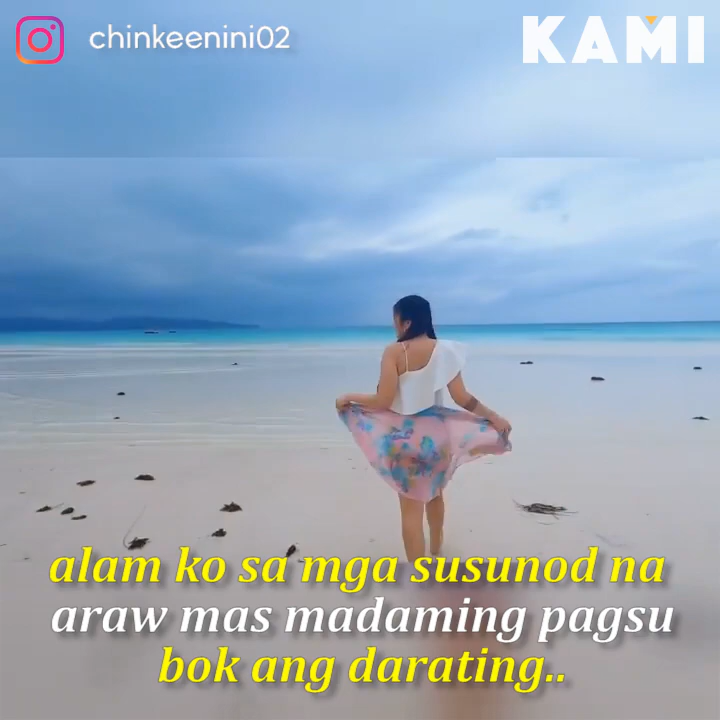 chinkeenini02
KAMI
alam ko sa mga susunod na
araw mas madaming pagsu
bok ang darating..